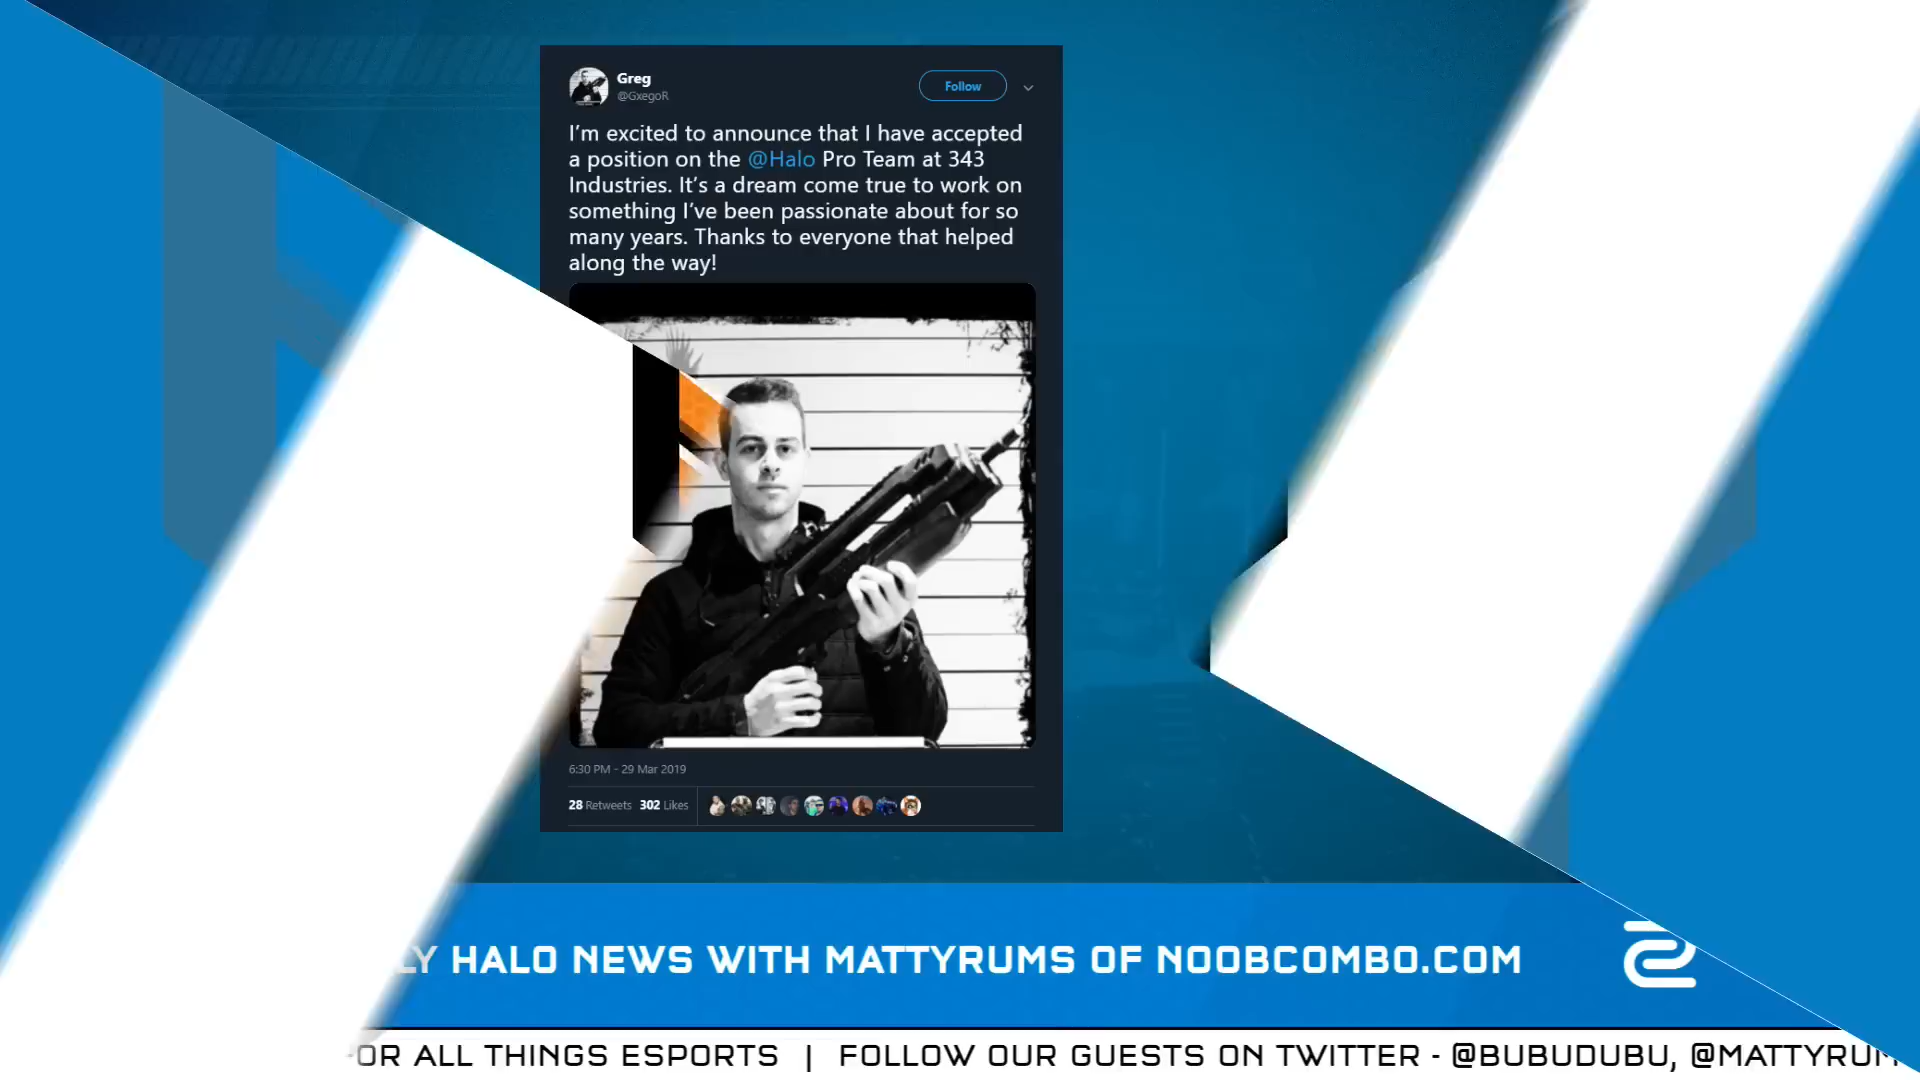 Greg
@GxegoR
Follow
I'm excited to announce that I have accepted
a position on the @Halo Pro Team at 343
Industries. It's a dream come true to work on
something I've been passionate about for so
many years. Thanks to everyone that helped
along the way!
6:30 PM - 29 Mar 2019
28 Retweets 302 Likes
LY HALO NEWS WITH MATTYRUMS OF NOOBCOMBO.COM
OR ALL THINGS ESPORTS | FOLLOW OUR GUESTS ON TWITTER - @BUBUDUBU, @MATTYRUM